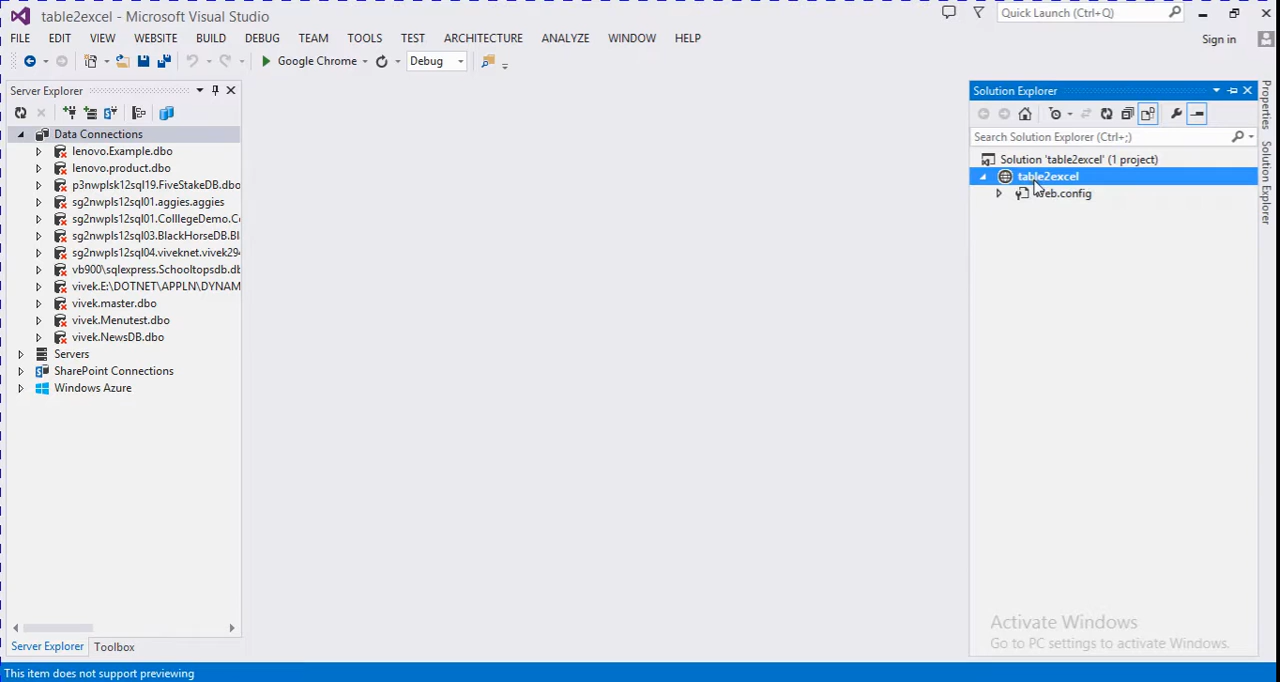 table2excel - Microsoft Visual Studio
Quick Launch (Ctrl+Q)
FILE EDIT VIEW WEBSITE BUILD DEBUG TEAM TOOLS TEST ARCHITECTURE ANALYZE WINDOW HELP
Sign in
Google Chrome
Debug
Server Explorer
Data Connections
lenovo.Example.dbo
lenovo.product.dbo
p3nwplsk12sql19.FiveStakeDB.dbo
sg2nwpls12sql01.aggies.aggies
sg2nwpls12sql01.ColllegeDemo.Co
sg2nwpls12sql03.BlackHorseDB.Bl
sg2nwpls12sql04.viveknet.vivek294
vb900\sqlexpress.Schooltopsdb.db
vivek.E:\DOTNET\APPLN\DYNAM
vivek.master.dbo
vivek.Menutest.dbo
vivek.NewsDB.dbo
Servers
SharePoint Connections
Windows Azure
Server Explorer
Toolbox
Solution Explorer
Search Solution Explorer (Ctrl+;)
Solution 'table2excel' (1 project)
table2excel
eb.config
Properties
Solution Explorer
Activate Windows
Go to PC settings to activate Windows.
This item does not support previewing